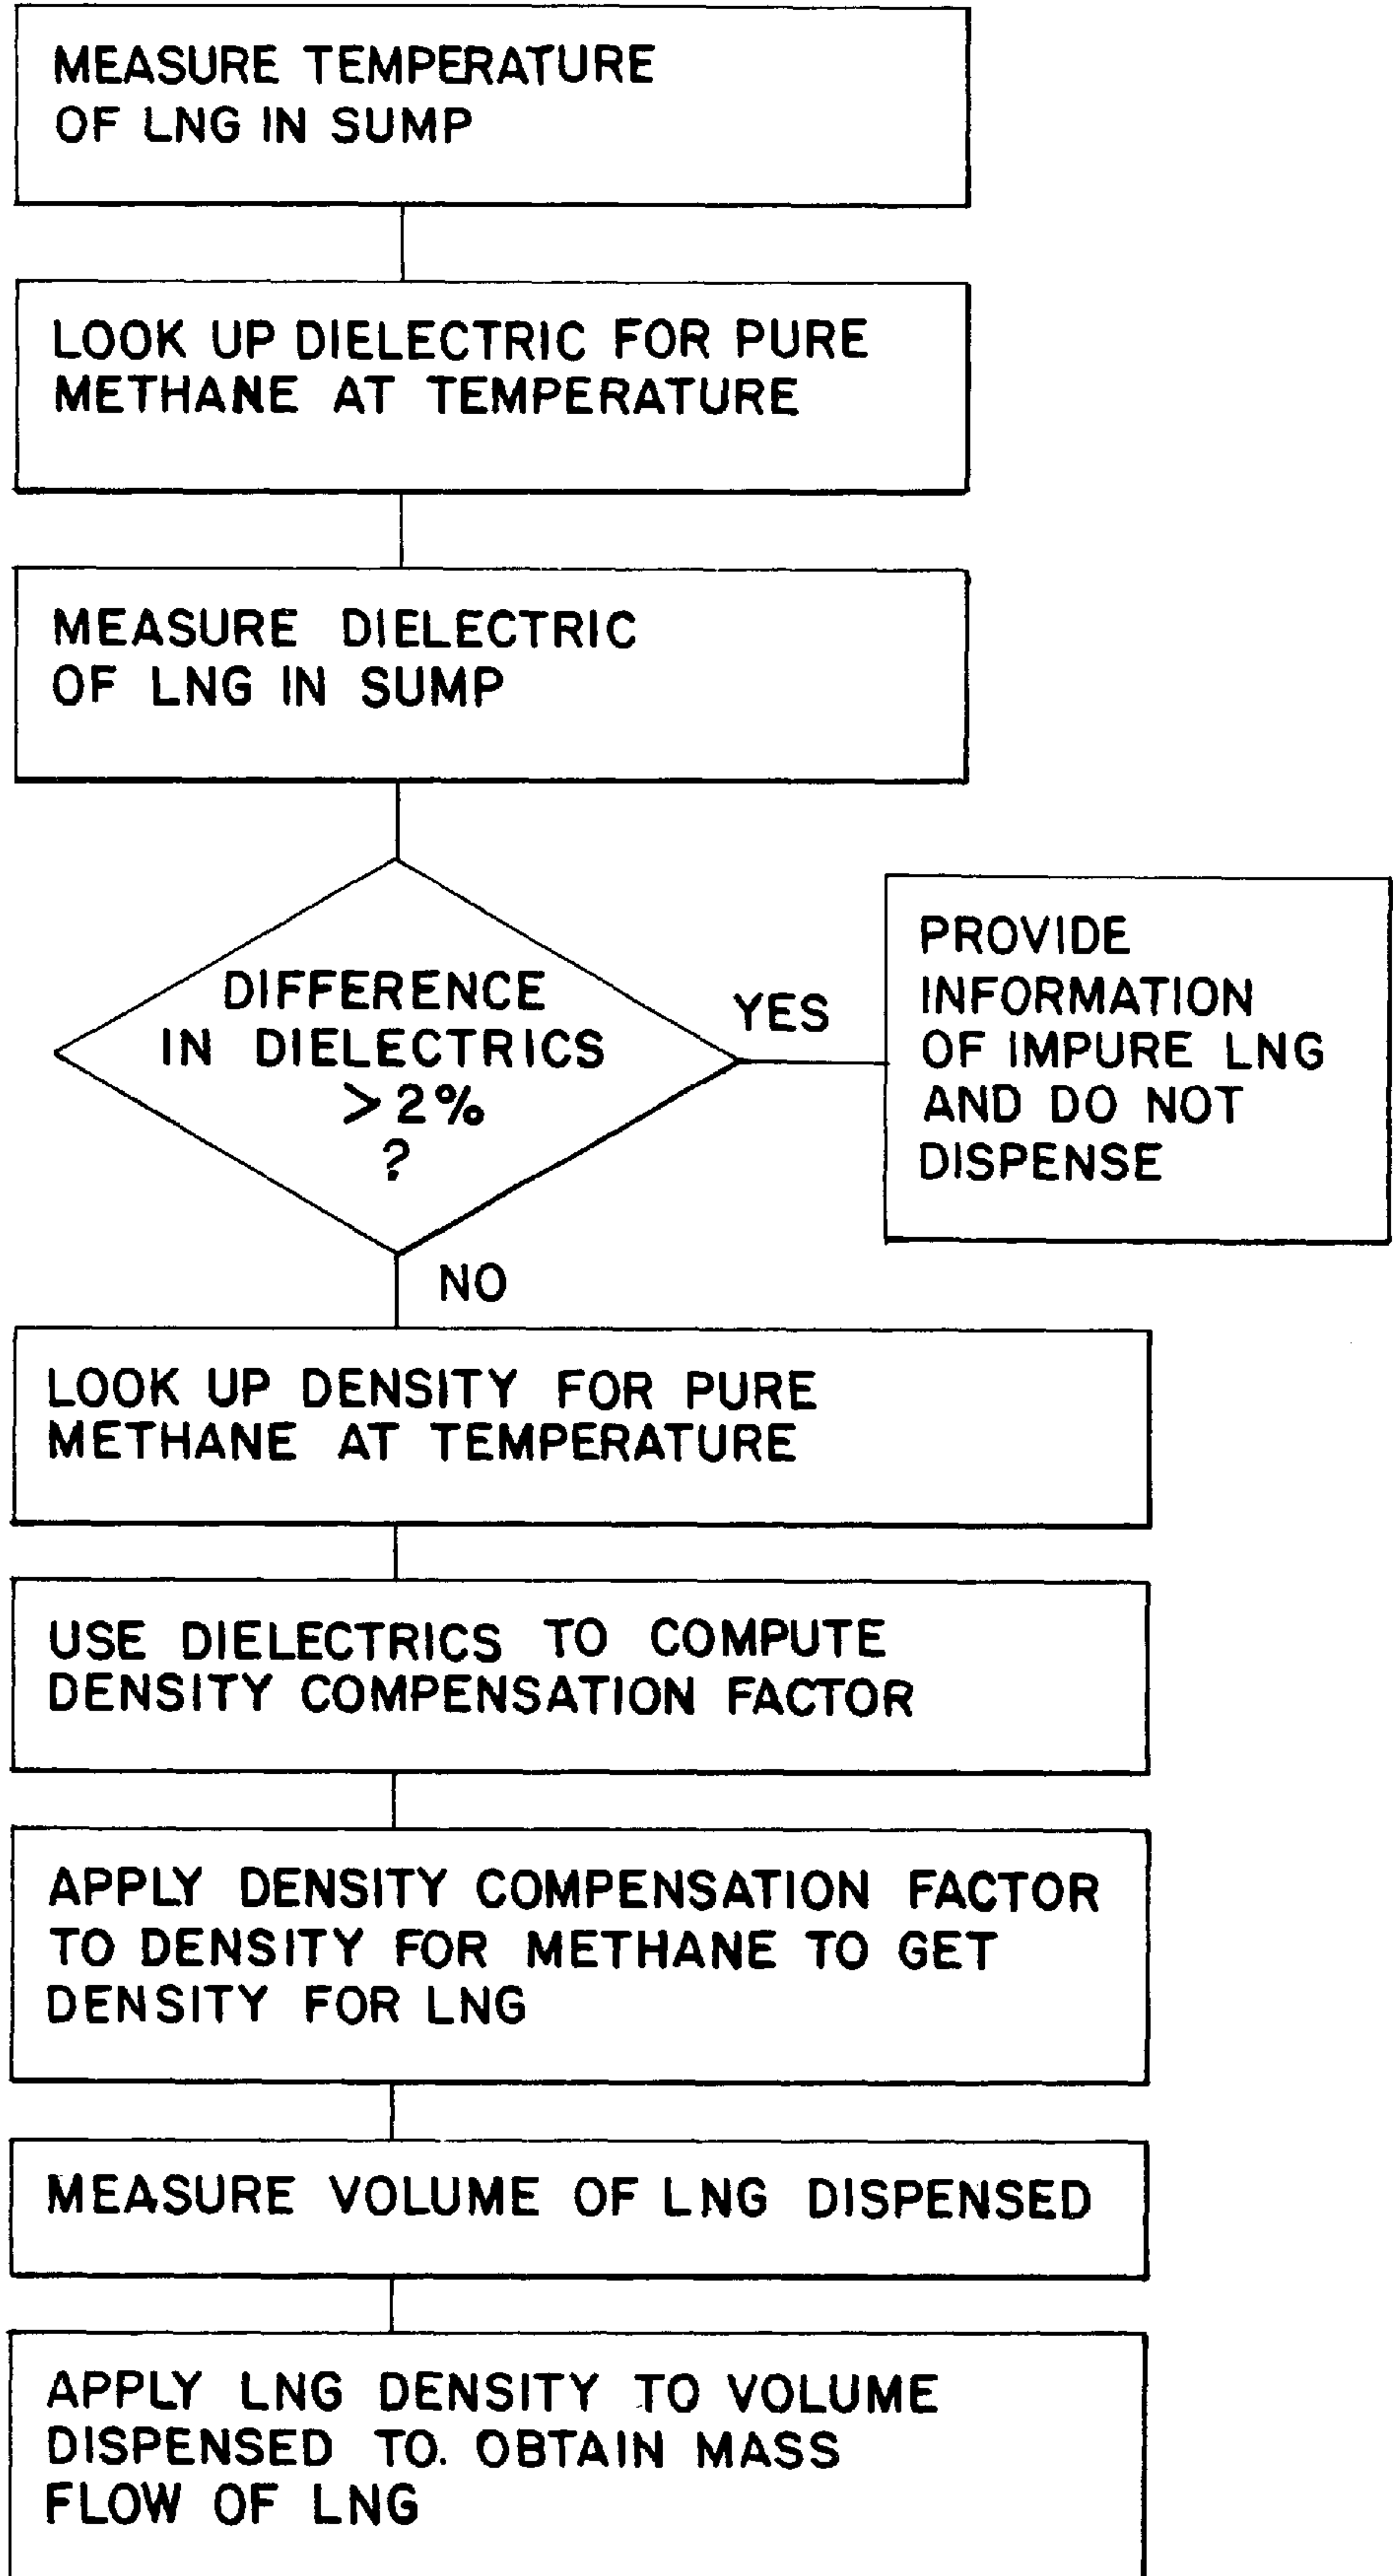 MEASURE TEMPERATURE
OF LNG IN SUMP
LOOK UP DIELECTRIC FOR PURE
METHANE AT TEMPERATURE
MEASURE DIELECTRIC
OF LNG IN SUMP
DIFFERENCE
IN DIELECTRICS
>2%
?
YES
PROVIDE
INFORMATION
OF IMPURE LNG
AND DO NOT
DISPENSE
NO
LOOK UP DENSITY FOR PURE
METHANE AT TEMPERATURE
USE DIELECTRICS TO COMPUTE
DENSITY COMPENSATION FACTOR
APPLY DENSITY COMPENSATION FACTOR
TO DENSITY FOR METHANE TO GET
DENSITY FOR LNG
MEASURE VOLUME OF LNG DISPENSED
APPLY LNG DENSITY TO VOLUME
DISPENSED TO. OBTAIN MASS
FLOW OF LNG